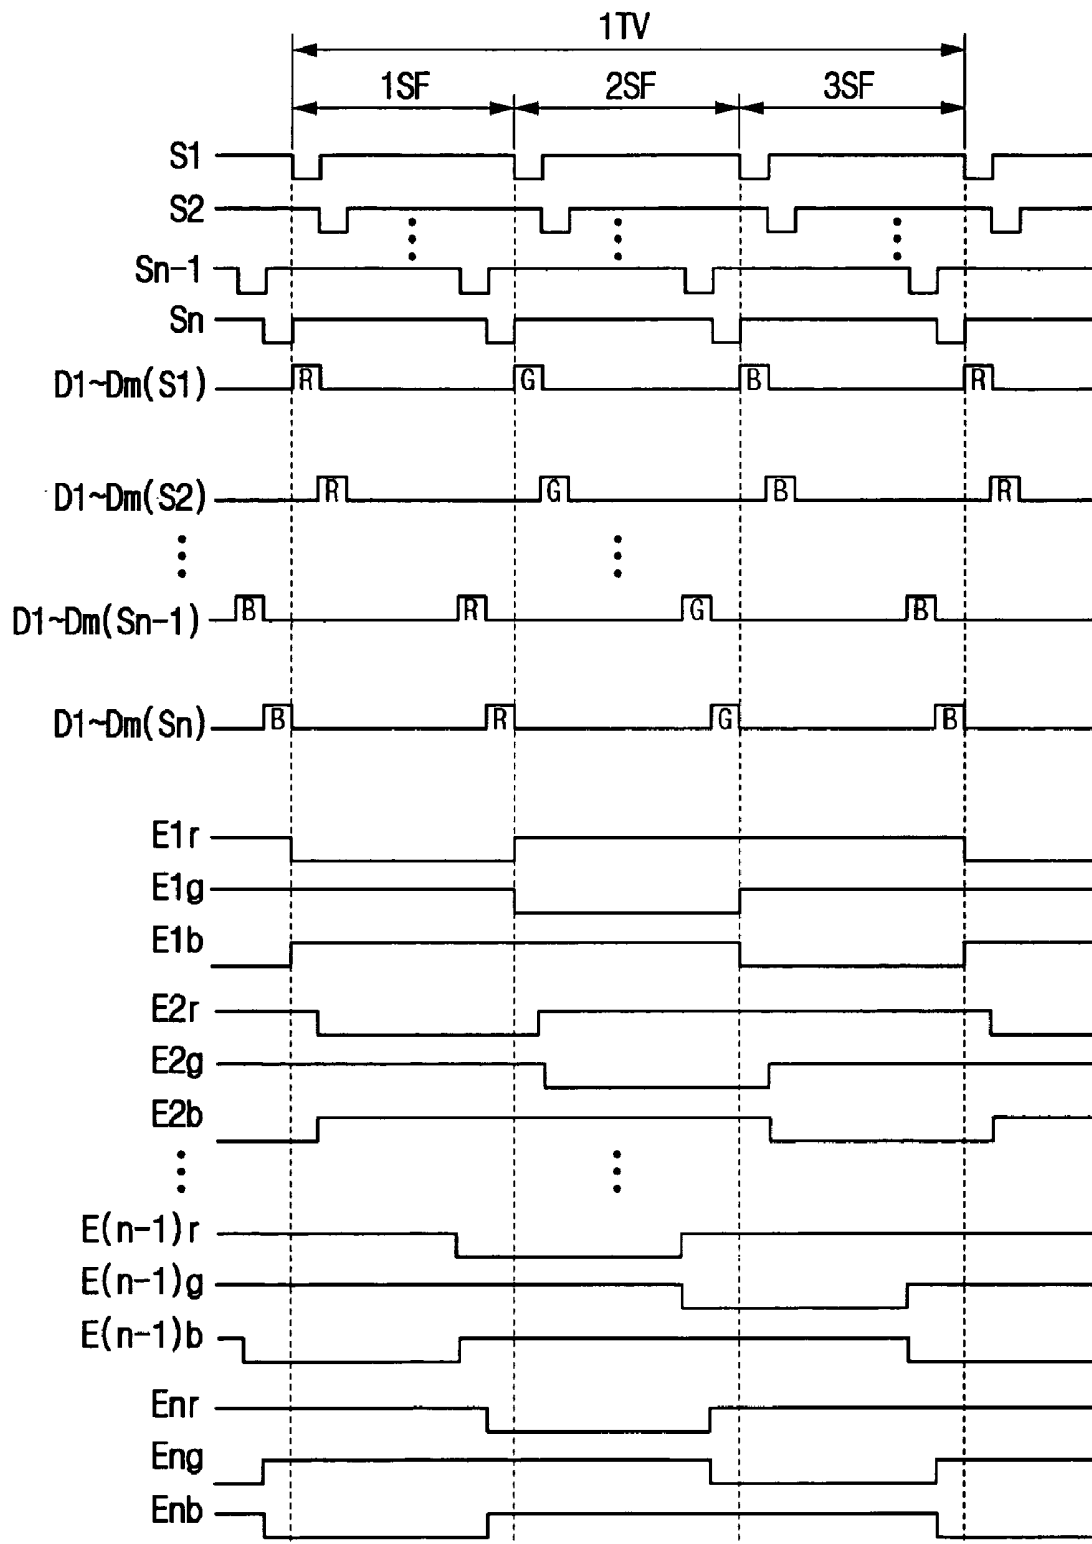 1TV
1SF 2SF 3SF
S1
S2
Sn-1
Sn
D1~Dm(S1) R G B R
D1~Dm(S2) R G B R
D1~Dm(Sn-1) B R G B
D1~Dm(Sn) B R G B
E1r
E1g
E1b
E2r
E2g
E2b
E(n-1)r
E(n-1)g
E(n-1)b
Enr
Eng
Enb